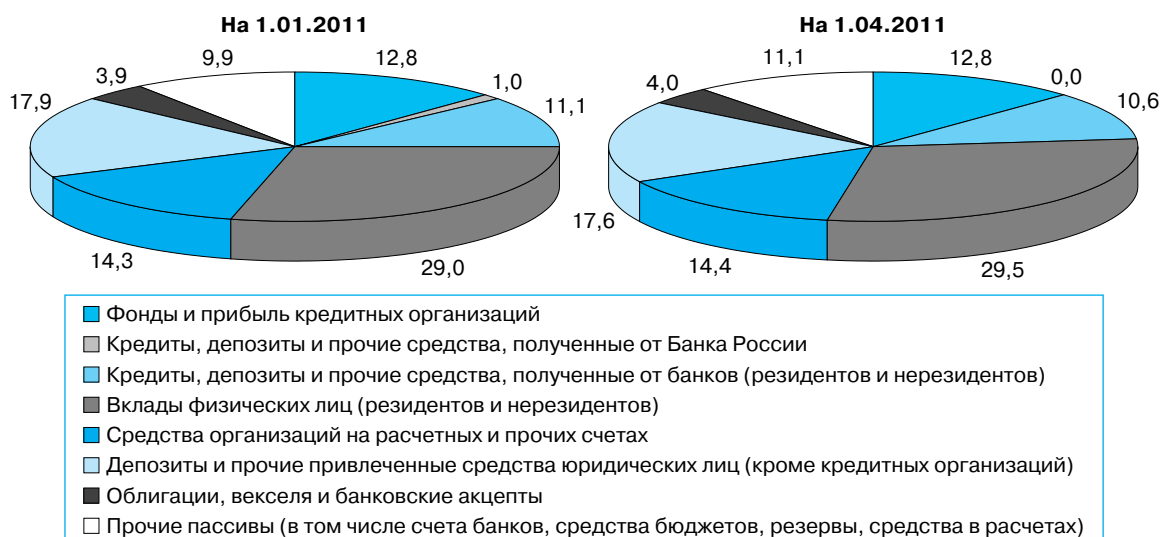 На 1.01.2011
9,9
12,8
3,9
1,0
17,9
11,1
14,3
29,0
На 1.04.2011
11,1
12,8
4,0
0,0
10,6
17,6
14,4
29,5
Фонды и прибыль кредитных организаций
Кредиты, депозиты и прочие средства, полученные от Банка России
Кредиты, депозиты и прочие средства, полученные от банков (резидентов и нерезидентов)
Вклады физических лиц (резидентов и нерезидентов)
Средства организаций на расчетных и прочих счетах
Депозиты и прочие привлеченные средства юридических лиц (кроме кредитных организаций)
Облигации, векселя и банковские акцепты
Прочие пассивы (в том числе счета банков, средства бюджетов, резервы, средства в расчетах)